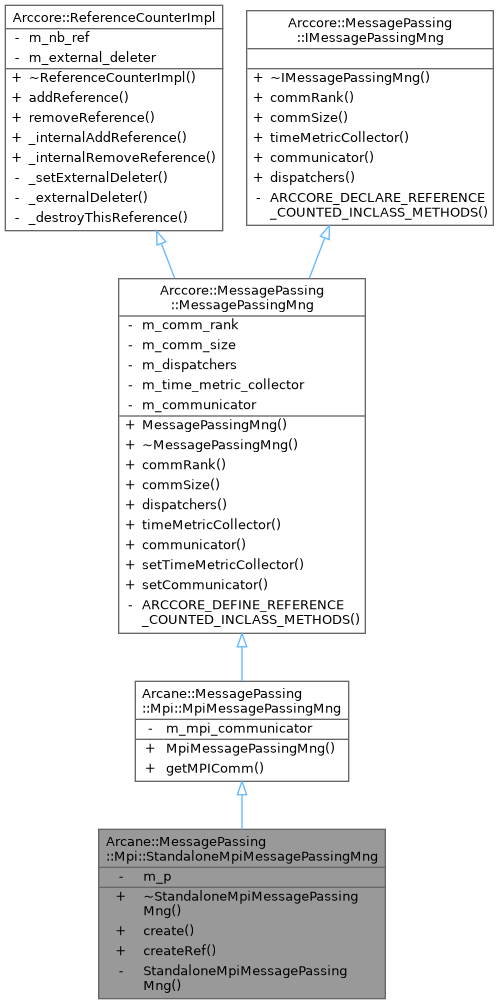 Arccore::ReferenceCounterImpl
- m_nb_ref
- m_external_deleter
+ ~ReferenceCounterImpl()
+ addReference()
+ removeReference()
+ _internalAddReference()
+ _internalRemoveReference()
- _setExternalDeleter()
- _externalDeleter()
- _destroyThisReference()
Arccore::MessagePassing
::IMessagePassingMng
+ ~IMessagePassingMng()
+ commRank()
+ commSize()
+ timeMetricCollector()
+ communicator()
+ dispatchers()
- ARCCORE_DECLARE_REFERENCE
_COUNTED_INCLASS_METHODS()
Arccore::MessagePassing
::MessagePassingMng
- m_comm_rank
- m_comm_size
- m_dispatchers
- m_time_metric_collector
- m_communicator
+ MessagePassingMng()
+ ~MessagePassingMng()
+ commRank()
+ commSize()
+ dispatchers()
+ timeMetricCollector()
+ communicator()
+ setTimeMetricCollector()
+ setCommunicator()
- ARCCORE_DEFINE_REFERENCE
_COUNTED_INCLASS_METHODS()
Arcane::MessagePassing
::Mpi::MpiMessagePassingMng
- m_mpi_communicator
+ MpiMessagePassingMng()
+ getMPIComm()
Arcane::MessagePassing
::Mpi::StandaloneMpiMessagePassingMng
- m_p
+ ~StandaloneMpiMessagePassing
Mng()
+ create()
+ createRef()
- StandaloneMpiMessagePassing
Mng()